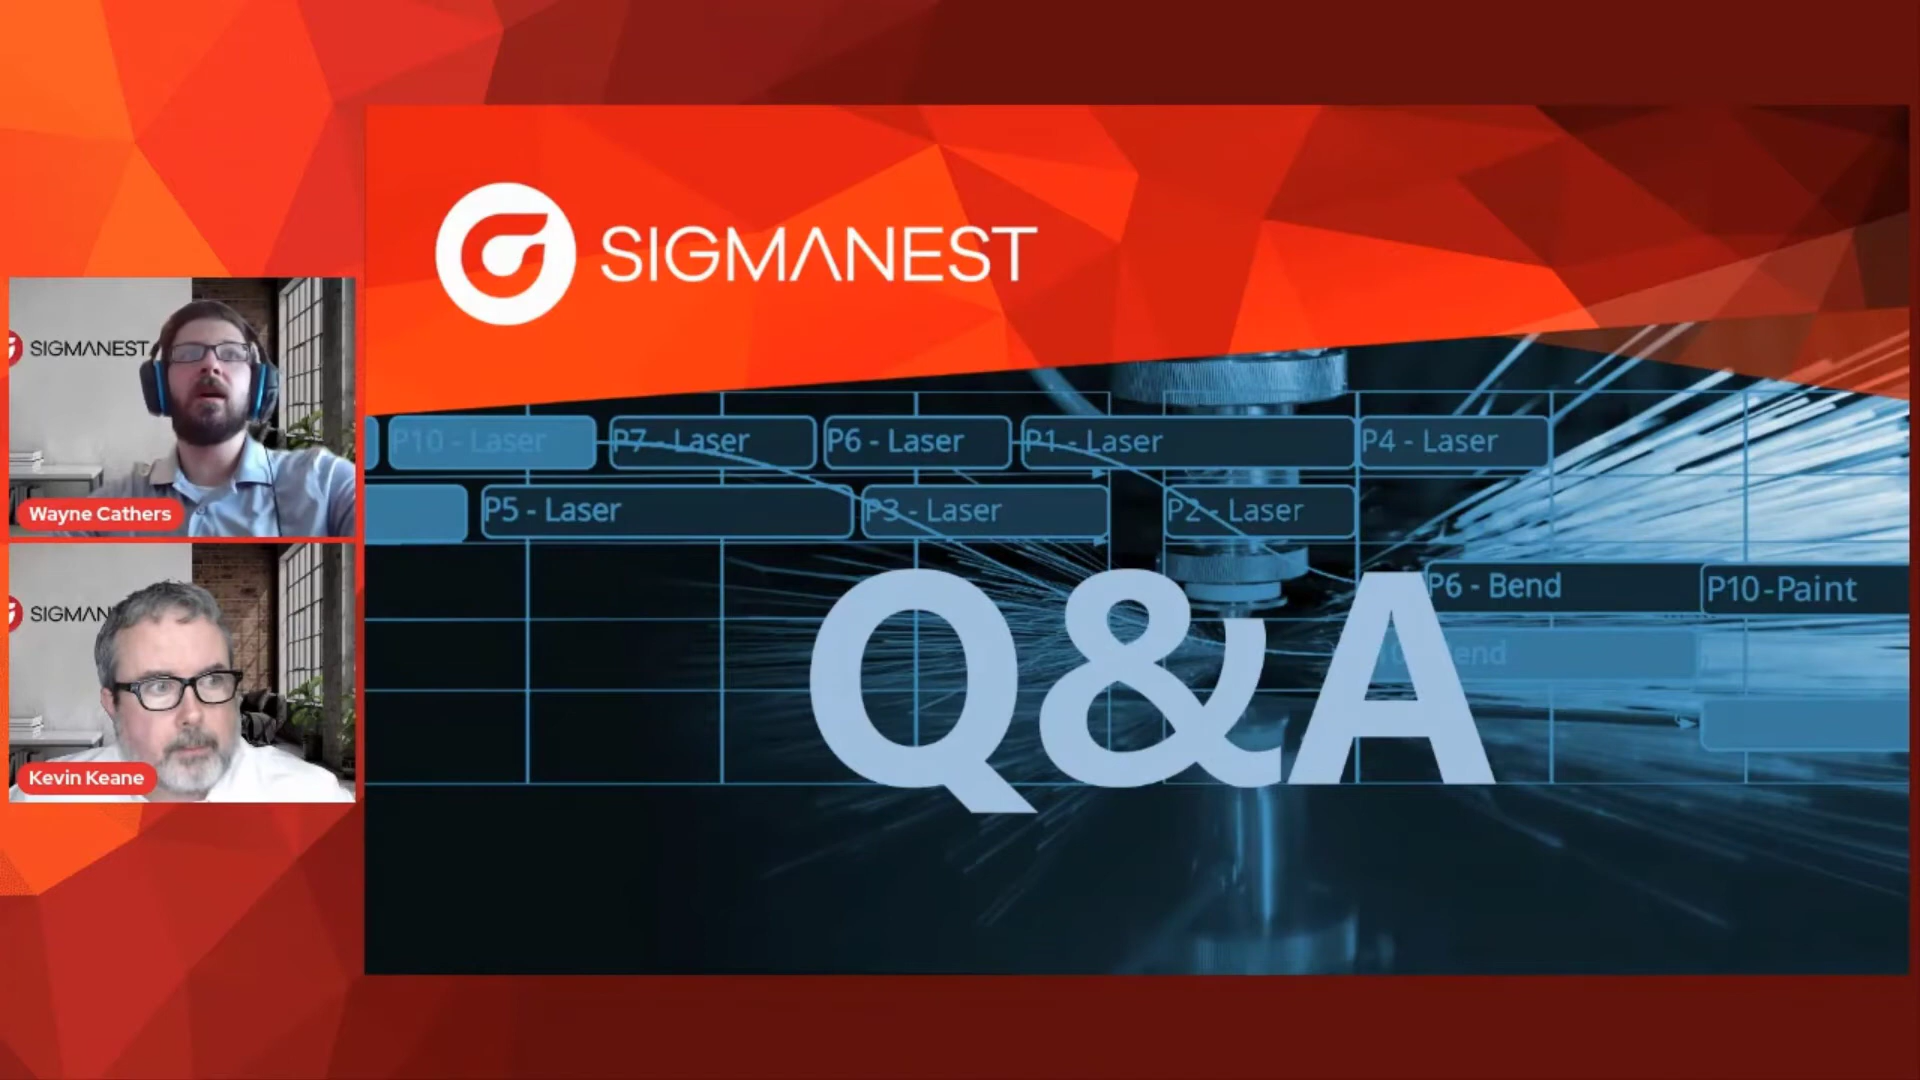 SIGMANEST
SIGMANEST
Wayne Cathers
SIGMAN
Kevin Keane
P10 - Laser
P7 - Laser
P6 - Laser
P1 - Laser
P4 - Laser
P5 - Laser
P3 - Laser
P2 - Laser
P6 - Bend
P10-Paint
Q&A